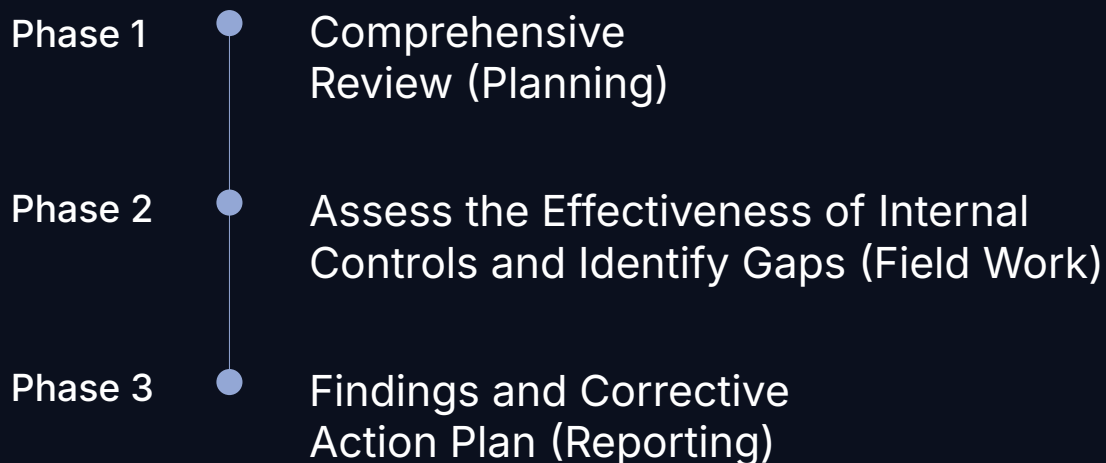 Phase 1
Comprehensive
Review (Planning)
Phase 2
Assess the Effectiveness of Internal
Controls and Identify Gaps (Field Work)
Phase 3
Findings and Corrective
Action Plan (Reporting)